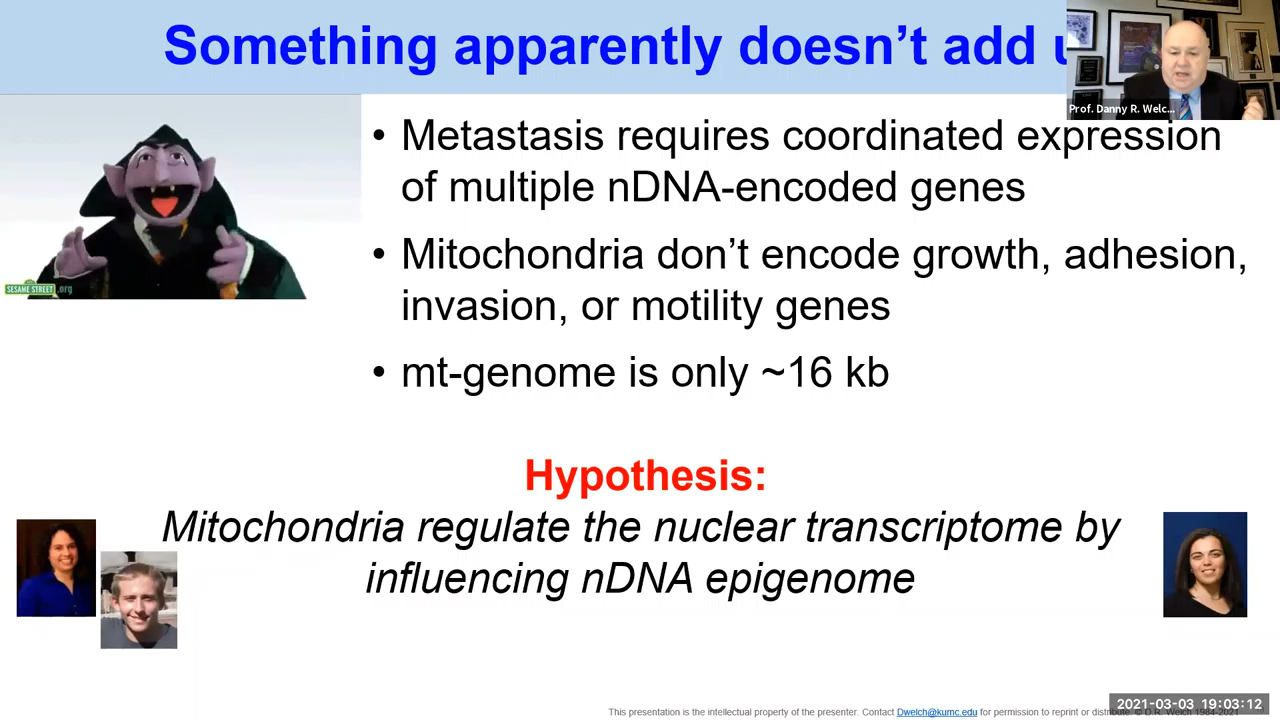 Something apparently doesn't add u
Prof. Danny R. Welc...
• Metastasis requires coordinated expression
of multiple nDNA-encoded genes
• Mitochondria don't encode growth, adhesion,
invasion, or motility genes
• mt-genome is only ~16 kb
SESAME STREET .org
Hypothesis:
Mitochondria regulate the nuclear transcriptome by
influencing nDNA epigenome
2021-03-03 19:03:12
This presentation is the intellectual property of the presenter. Contact Dwelch@kumc.edu for permission to reprint or distribute. © D.R. Welch 1984-2021